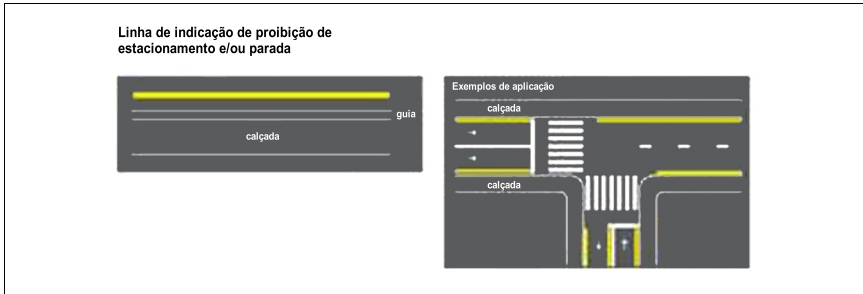 Linha de indicação de proibição de
estacionamento e/ou parada
guia
calçada
Exemplos de aplicação
calçada
calçada